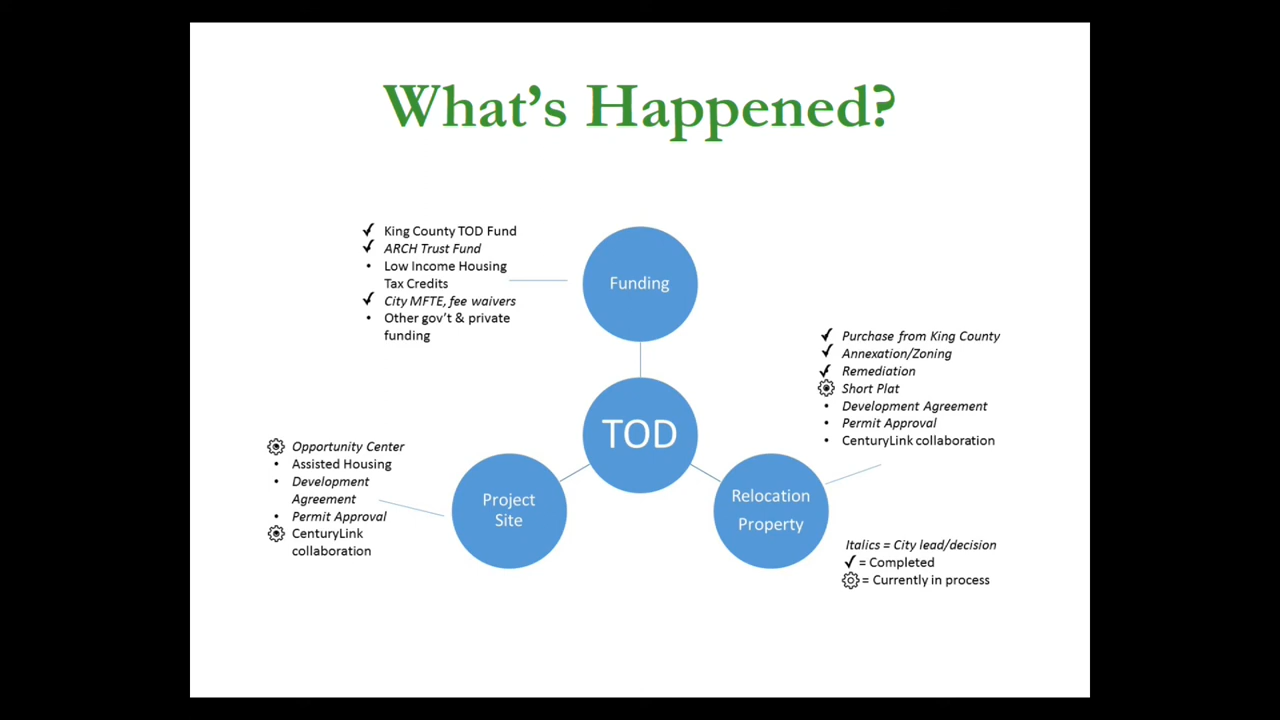 What's Happened?
King County TOD Fund
ARCH Trust Fund
Low Income Housing
Tax Credits
City MFTE, fee waivers
Other gov't & private
funding
Funding
Purchase from King County
Annexation/Zoning
Remediation
Short Plat
Development Agreement
Permit Approval
CenturyLink collaboration
TOD
Opportunity Center
Assisted Housing
Development
Agreement
Permit Approval
CenturyLink
collaboration
Project
Site
Relocation
Property
Italics = City lead/decision
✓ = Completed
⚙ = Currently in process